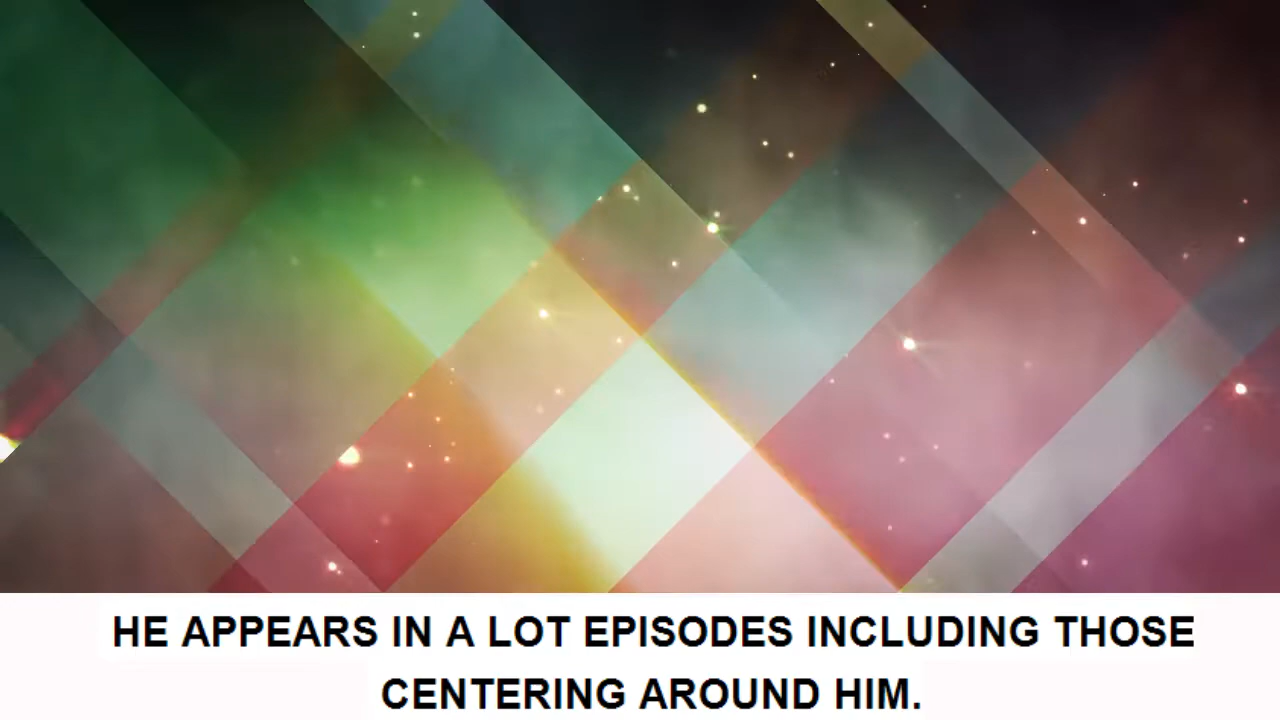 HE APPEARS IN A LOT EPISODES INCLUDING THOSE
CENTERING AROUND HIM.